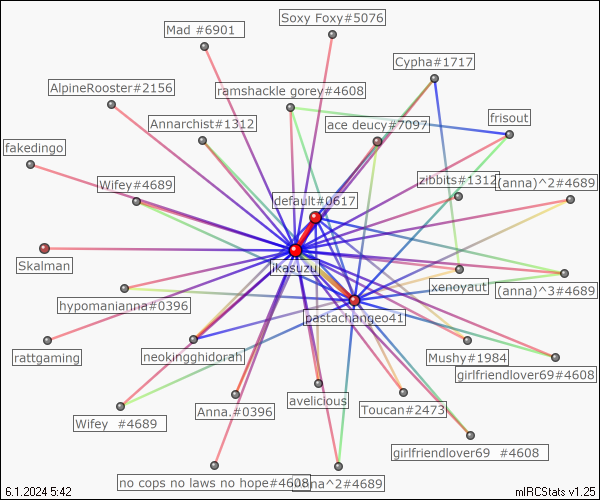 Soxy Foxy#5076
Mad #6901
Cypha#1717
AlpineRooster#2156
ramshackle gorey#4608
frisout
Annarchist#1312
ace deucy#7097
fakedingo
Wifey#4689
zibbits#1312
(anna)^2#4689
default#0617
Skalman
ikasuzuj
xenoyaut
(anna)^3#4689
hypomanianna#0396
pastachangeo41
rattgaming
neokingghidorah
Mushy#1984
girlfriendlover69#4608
Wifey  #4689
Anna.#0396
avelicious
Toucan#2473
girlfriendlover69  #4608
no cops no laws no hope#4608
^2#4689
6.1.2024 5:42
mIRCStats v1.25